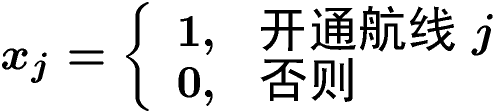 x_j = { 1, 开通航线 j
0, 否则